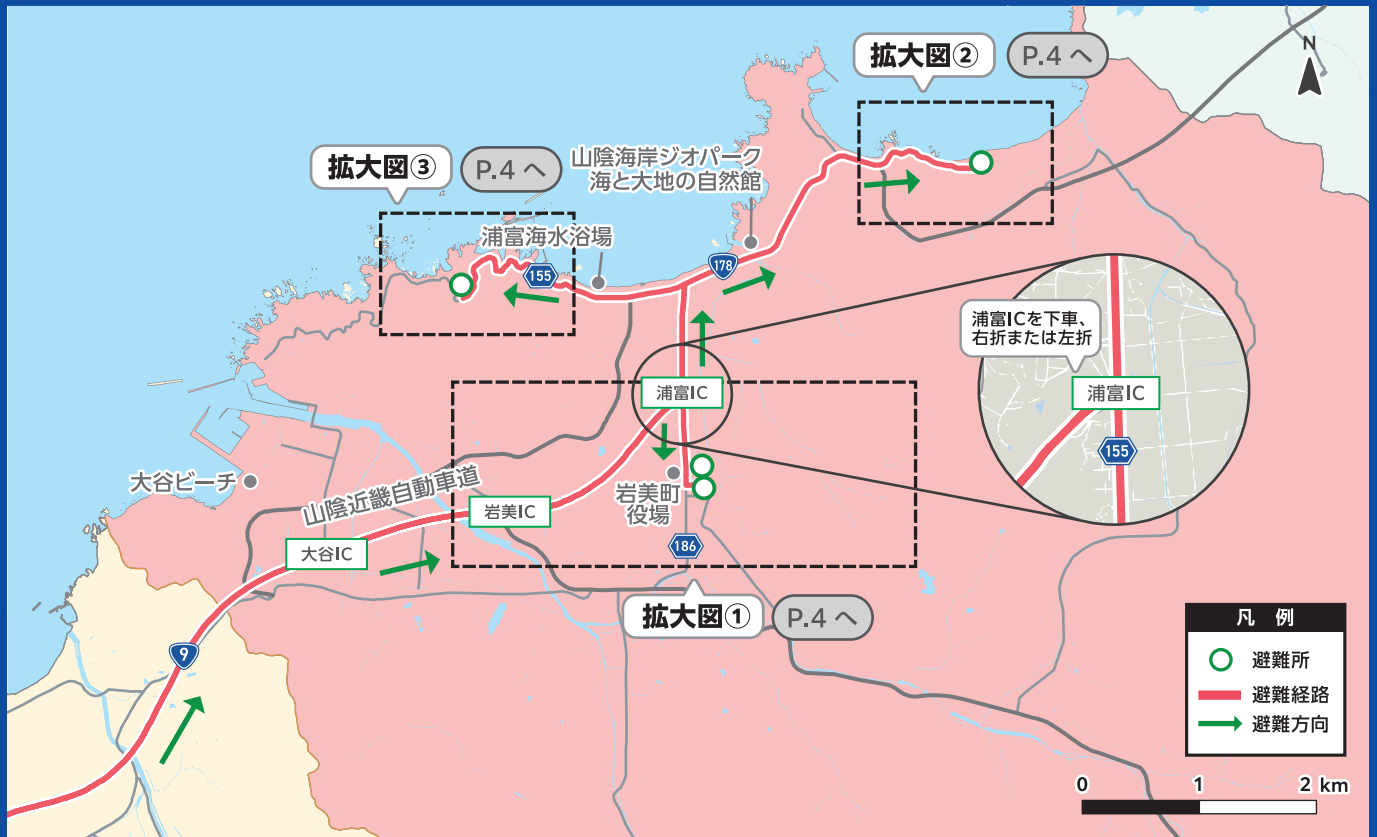 拡大図②
P.4 へ
N
拡大図③
P.4 へ
山陰海岸ジオパーク
海と大地の自然館
浦富海水浴場
155
178
浦富ICを下車、
右折または左折
浦富IC
155
浦富IC
大谷ビーチ
山陰近畿自動車道
岩美町
役場
岩美IC
大谷IC
186
拡大図①
P.4 へ
9
凡 例
避難所
避難経路
避難方向
0 1 2 km